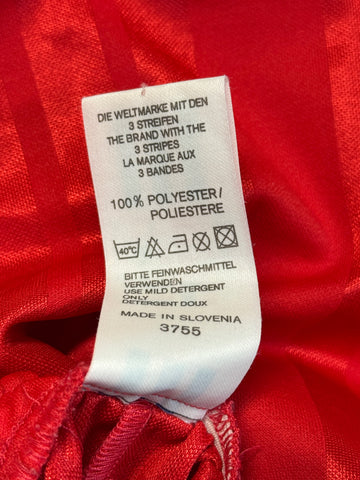 DIE WELTMARKE MIT DEN
3 STREIFEN
THE BRAND WITH THE
3 STRIPES
LA MARQUE AUX
3 BANDES
100% POLYESTER/
POLIESTERE
40°C
BITTE FEINWASCHMITTEL
VERWENDEN
USE MILD DETERGENT
ONLY
DETERGENT DOUX
MADE IN SLOVENIA
3755